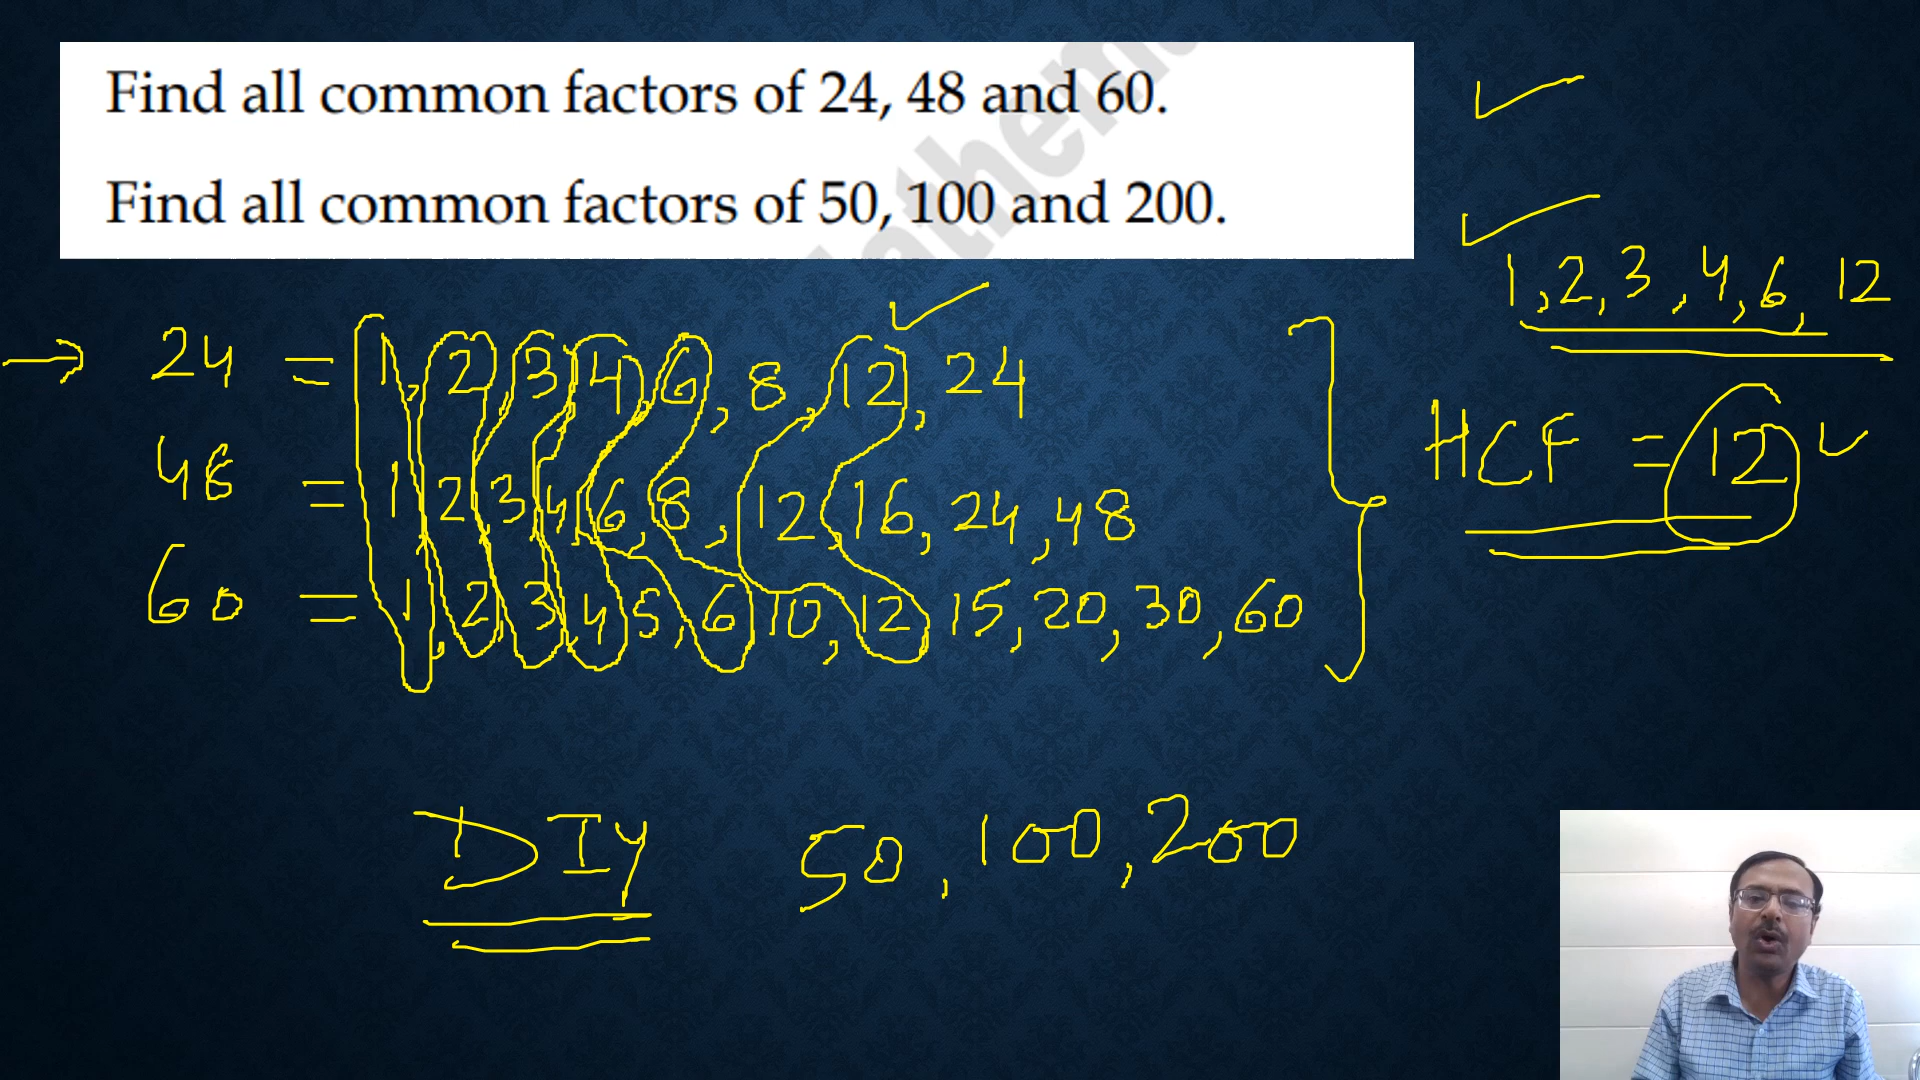 Find all common factors of 24, 48 and 60.
Find all common factors of 50, 100 and 200.
1, 2, 3, 4, 6, 12
→ 24 = 1, 2, 3, 4, 6, 8, 12, 24
48 = 1 2 3 4, 6, 8, 12, 16, 24, 48
60 = 1, 2, 3, 4, 5, 6, 10, 12, 15, 20, 30, 60
HCF = 12
DIY 50, 100, 200